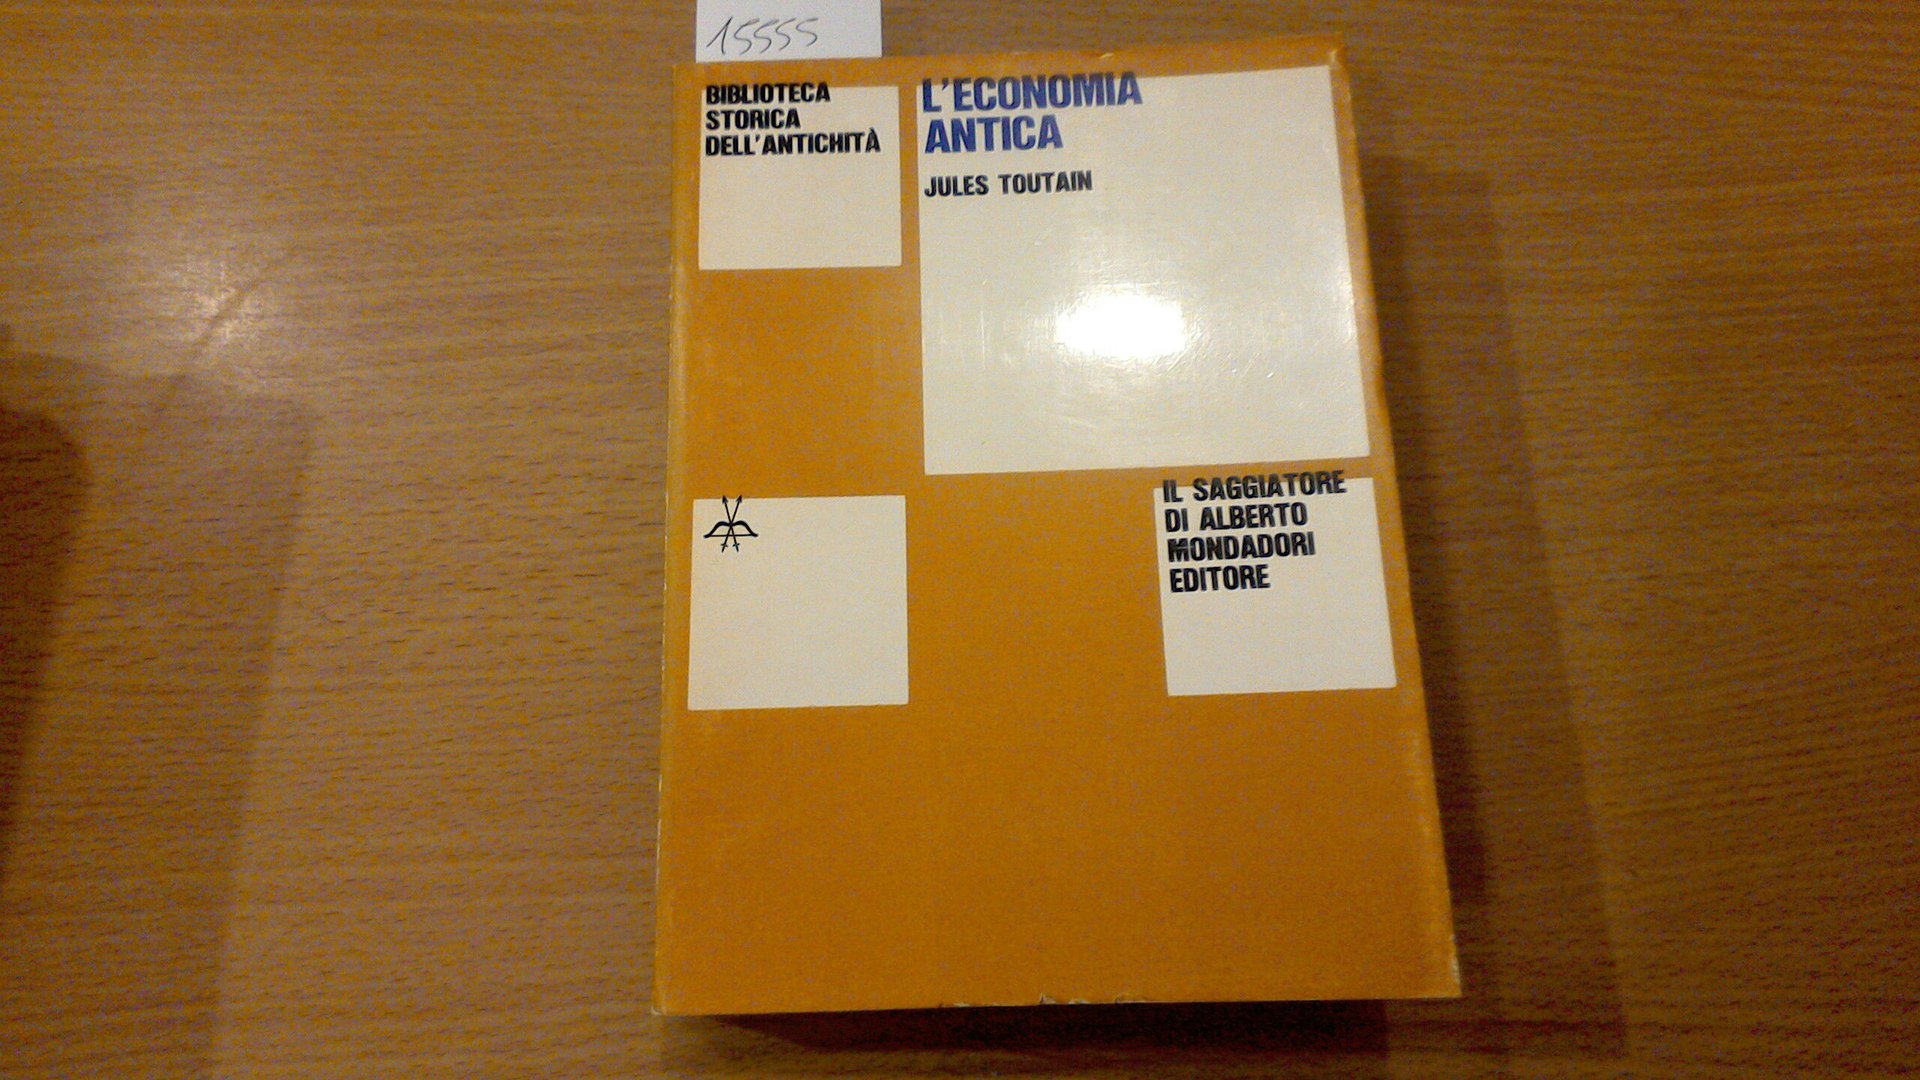 15555
BIBLIOTECA
STORICA
DELL'ANTICHITÀ
L'ECONOMIA
ANTICA
JULES TOUTAIN
IL SAGGIATORE
DI ALBERTO
MONDADORI
EDITORE